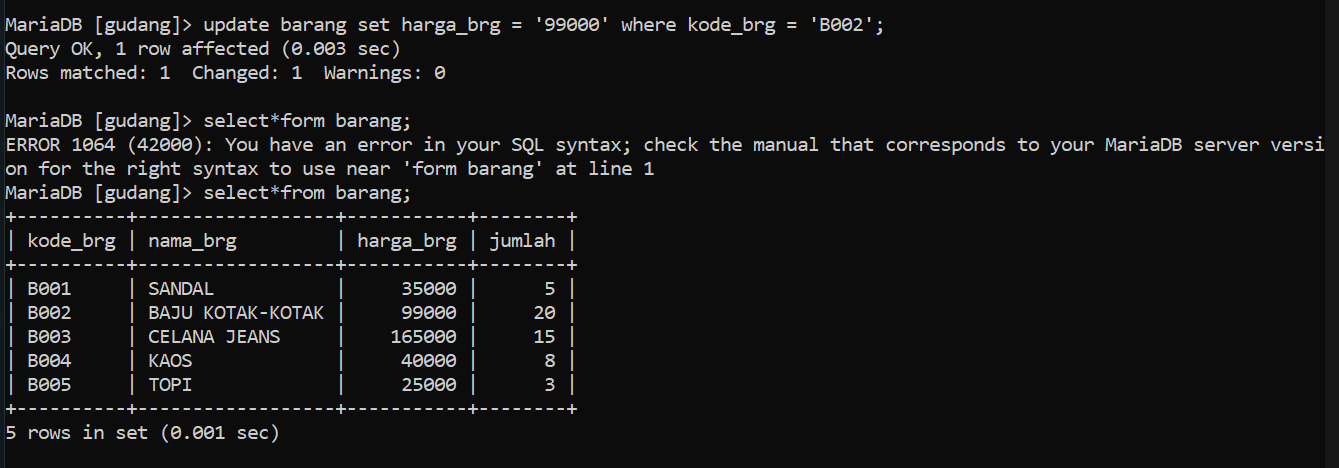 MariaDB [gudang]> update barang set harga_brg = '99000' where kode_brg = 'B002';
Query OK, 1 row affected (0.003 sec)
Rows matched: 1  Changed: 1  Warnings: 0

MariaDB [gudang]> select*form barang;
ERROR 1064 (42000): You have an error in your SQL syntax; check the manual that corresponds to your MariaDB server versi
on for the right syntax to use near 'form barang' at line 1
MariaDB [gudang]> select*from barang;
+----------+------------------+-----------+--------+
| kode_brg | nama_brg         | harga_brg | jumlah |
+----------+------------------+-----------+--------+
| B001     | SANDAL           |     35000 |      5 |
| B002     | BAJU KOTAK-KOTAK |     99000 |     20 |
| B003     | CELANA JEANS     |    165000 |     15 |
| B004     | KAOS             |     40000 |      8 |
| B005     | TOPI             |     25000 |      3 |
+----------+------------------+-----------+--------+
5 rows in set (0.001 sec)